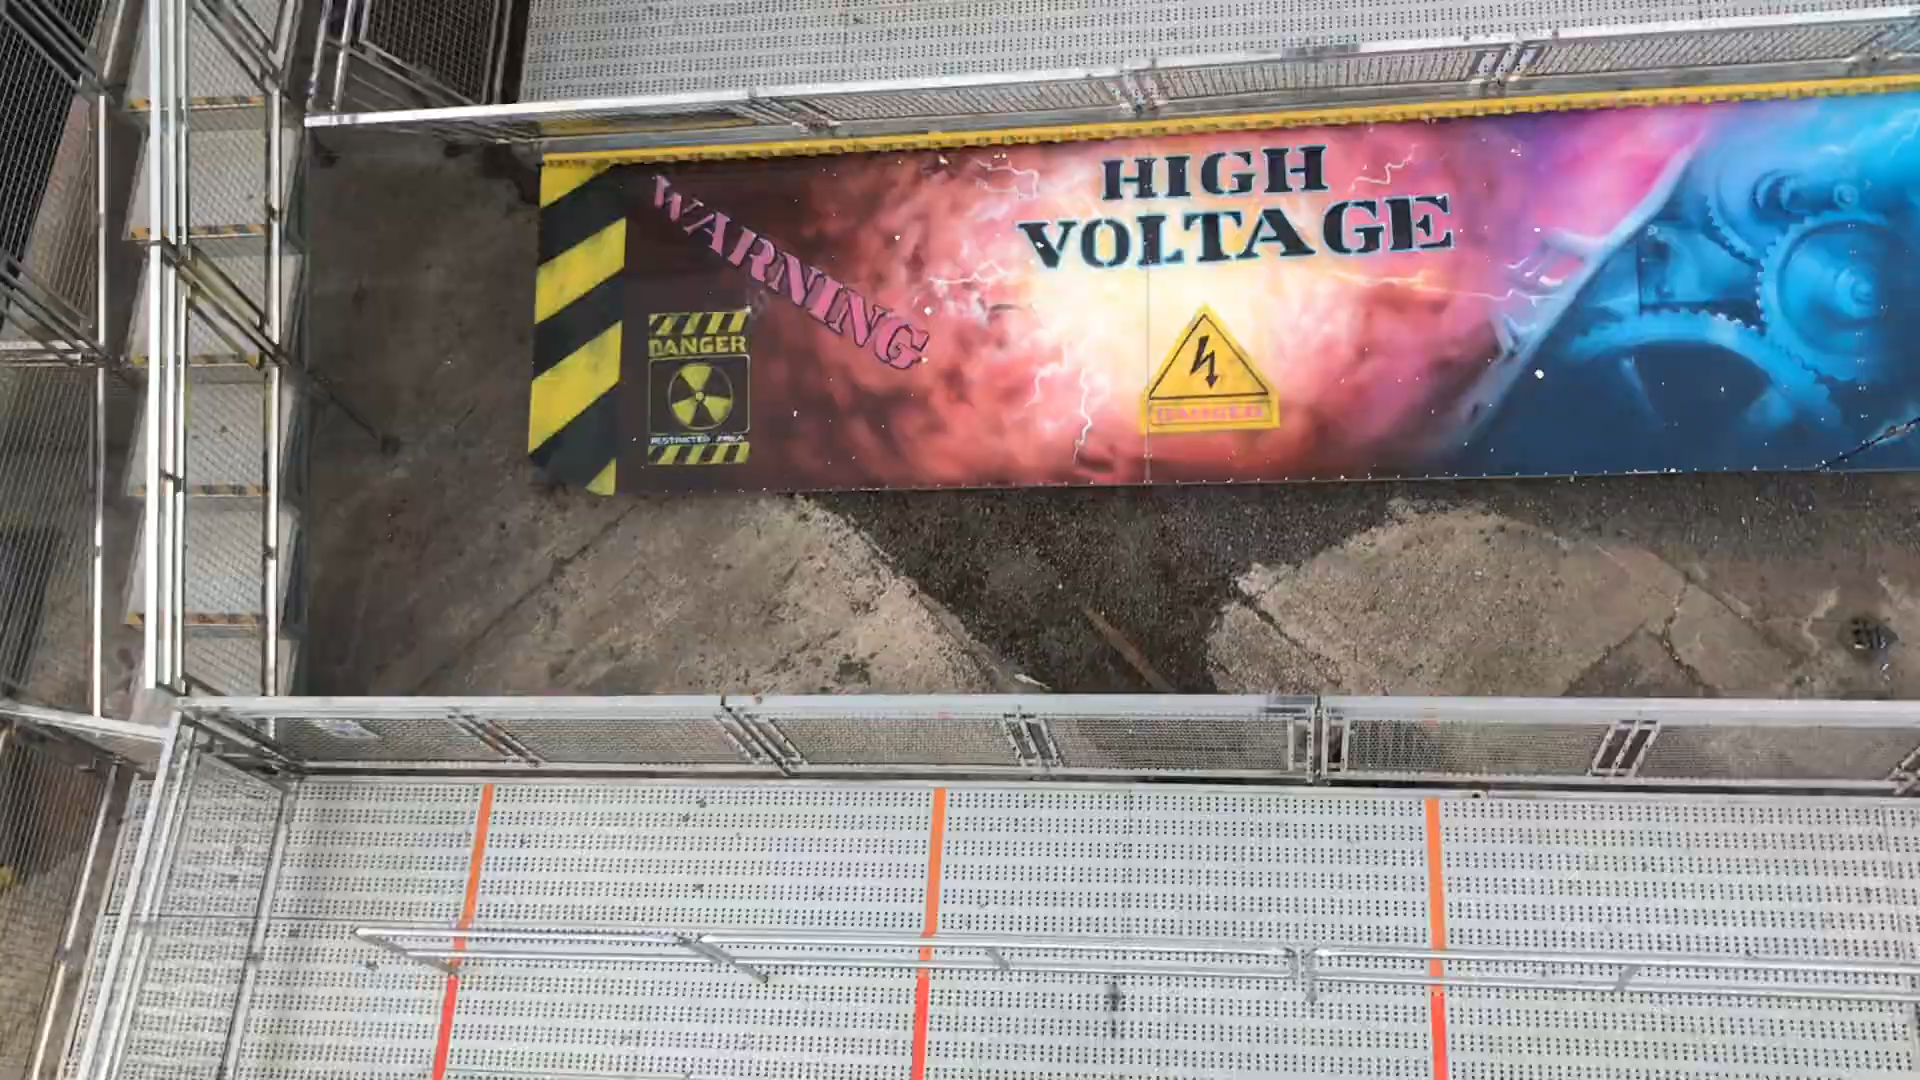 WARNING
HIGH
VOLTAGE
DANGER
RESTRICTED AREA
DANGER